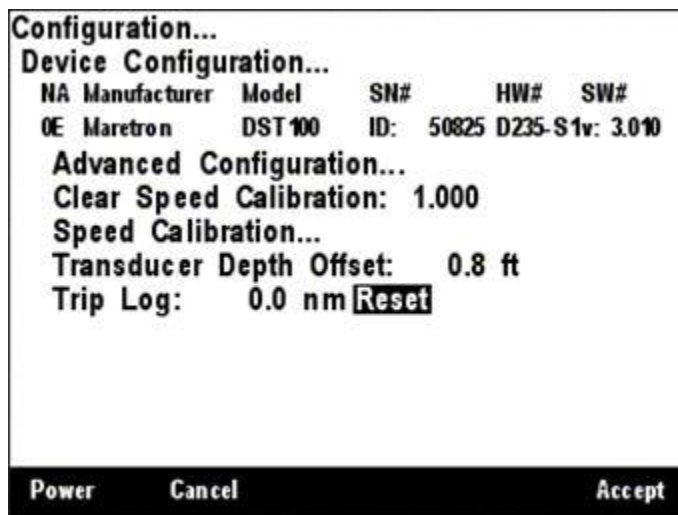 Configuration...
Device Configuration...
NA Manufacturer Model SN# HW# SW#
0E Maretron DST100 ID: 50825 D235-S1v: 3.010
Advanced Configuration...
Clear Speed Calibration: 1.000
Speed Calibration...
Transducer Depth Offset: 0.8 ft
Trip Log: 0.0 nm Reset
Power Cancel Accept